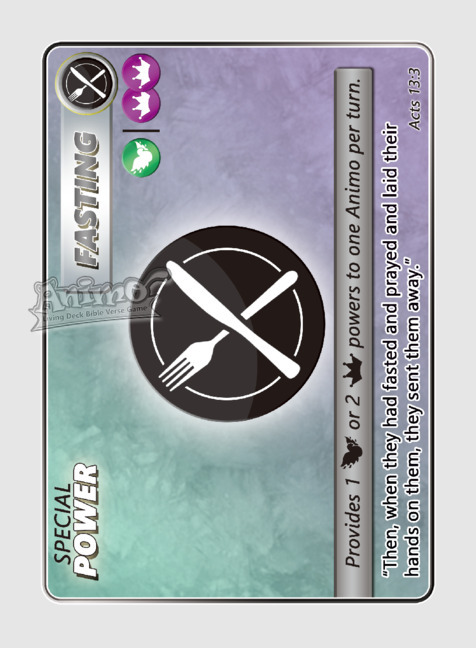 SPECIAL
POWER
FASTING
Animo
Living Deck Bible Verse Game
Provides 1 or 2 powers to one Animo per turn.
“Then, when they had fasted and prayed and laid their
hands on them, they sent them away.”
Acts 13:3